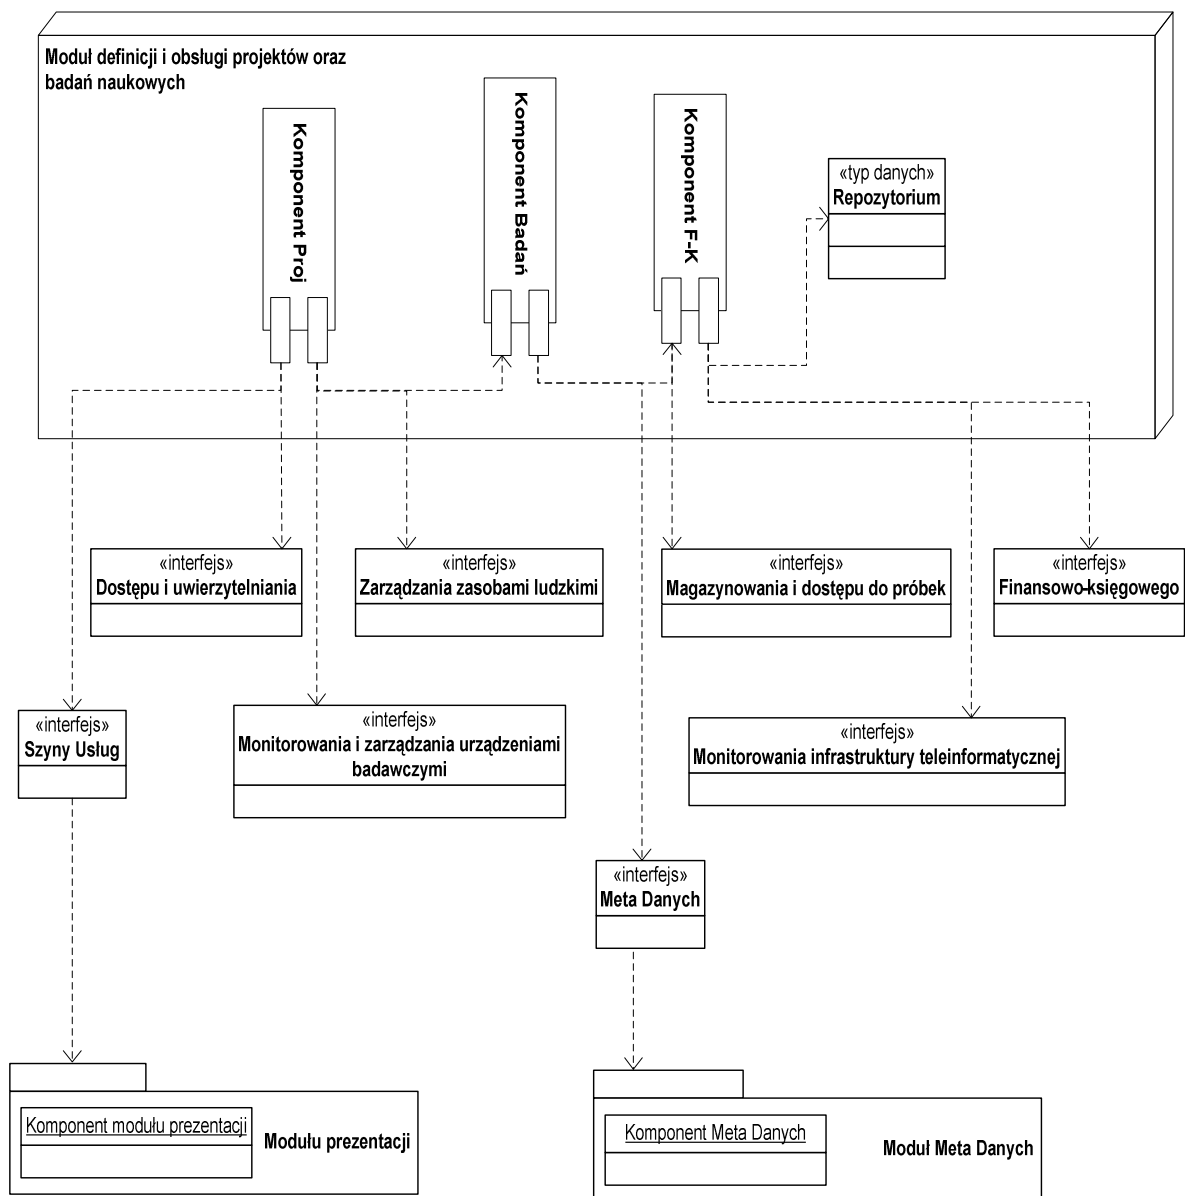 Moduł definicji i obsługi projektów oraz
badań naukowych
Komponent Proj
Komponent Badań
Komponent F-K
«typ danych»
Repozytorium
«interfejs»
Dostępu i uwierzytelniania
«interfejs»
Zarządzania zasobami ludzkimi
«interfejs»
Magazynowania i dostępu do próbek
«interfejs»
Finansowo-księgowego
«interfejs»
Szyny Usług
«interfejs»
Monitorowania i zarządzania urządzeniami
badawczymi
«interfejs»
Monitorowania infrastruktury teleinformatycznej
«interfejs»
Meta Danych
Komponent modułu prezentacji
Modułu prezentacji
Komponent Meta Danych
Moduł Meta Danych